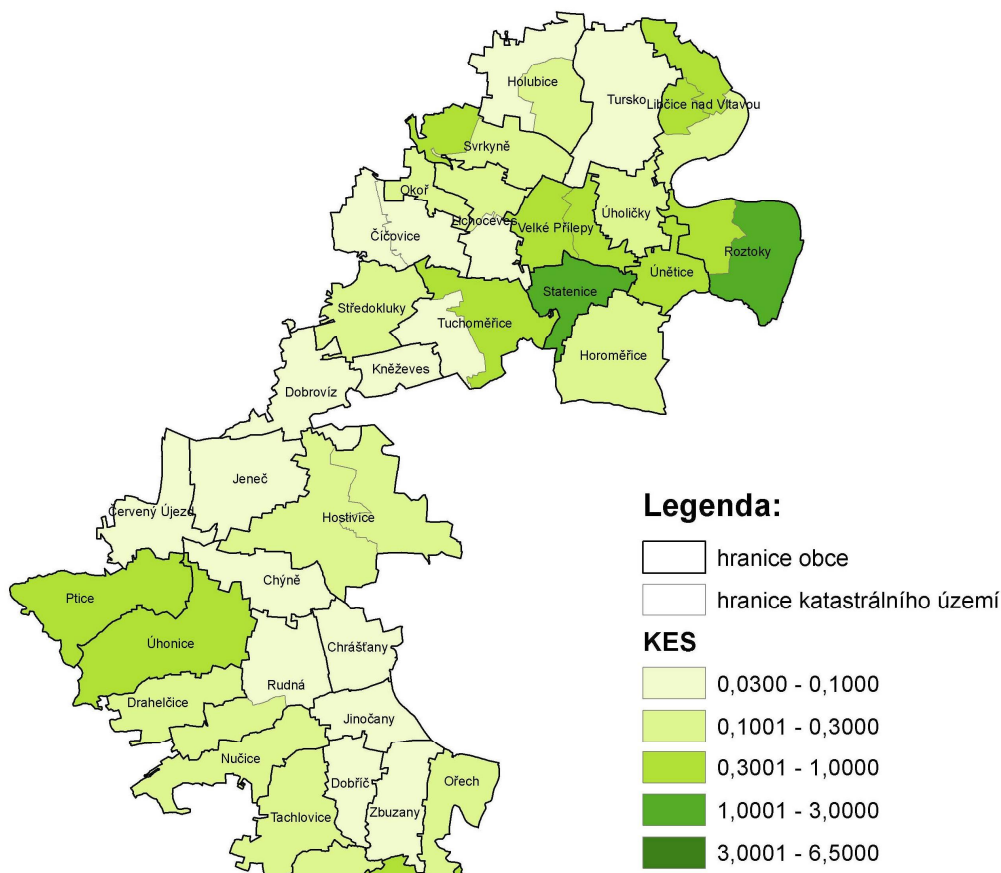 Holubice
Tursko
Libčice nad Vltavou
Svrkyně
Okoř
Lichoceves
Velké Přílepy
Úholičky
Číčovice
Roztoky
Únětice
Statenice
Středokluky
Tuchoměřice
Horoměřice
Kněževes
Dobrovíz
Jeneč
Červený Újezd
Hostivice
Chýně
Ptice
Úhonice
Chrášťany
Rudná
Drahelčice
Jinočany
Nučice
Dobříč
Ořech
Zbuzany
Tachlovice
Legenda:
hranice obce
hranice katastrálního území
KES
0,0300 - 0,1000
0,1001 - 0,3000
0,3001 - 1,0000
1,0001 - 3,0000
3,0001 - 6,5000